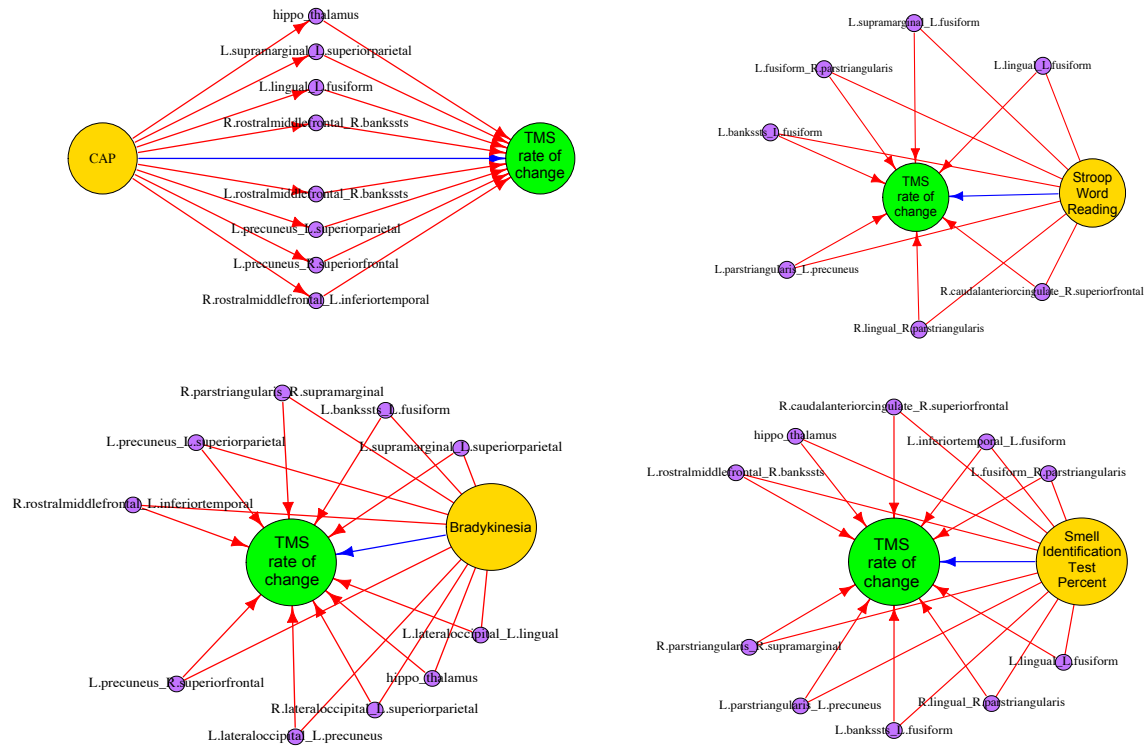 hippo_thalamus
L.supramarginal_L.superiorparietal
L.lingual_L.fusiform
R.rostralmiddlefrontal_R.bankssts
CAP
TMS
rate of
change
L.rostralmiddlefrontal_R.bankssts
L.precuneus_L.superiorparietal
L.precuneus_R.superiorfrontal
R.rostralmiddlefrontal_L.inferiortemporal
L.supramarginal_L.fusiform
L.fusiform_R.parstriangularis
L.lingual_L.fusiform
L.bankssts_L.fusiform
TMS
rate of
change
Stroop
Word
Reading
L.parstriangularis_L.precuneus
R.caudalanteriorcingulate_R.superiorfrontal
R.lingual_R.parstriangularis
R.parstriangularis_R.supramarginal
L.bankssts_L.fusiform
L.precuneus_L.superiorparietal
L.supramarginal_L.superiorparietal
R.rostralmiddlefrontal_L.inferiortemporal
Bradykinesia
TMS
rate of
change
L.lateraloccipital_L.lingual
L.precuneus_R.superiorfrontal
hippo_thalamus
R.lateraloccipital_L.superiorparietal
L.lateraloccipital_L.precuneus
R.caudalanteriorcingulate_R.superiorfrontal
hippo_thalamus
L.inferiortemporal_L.fusiform
L.rostralmiddlefrontal_R.bankssts
L.fusiform_R.parstriangularis
TMS
rate of
change
Smell
Identification
Test
Percent
R.parstriangularis_R.supramarginal
L.lingual_L.fusiform
L.parstriangularis_L.precuneus
R.lingual_R.parstriangularis
L.bankssts_L.fusiform